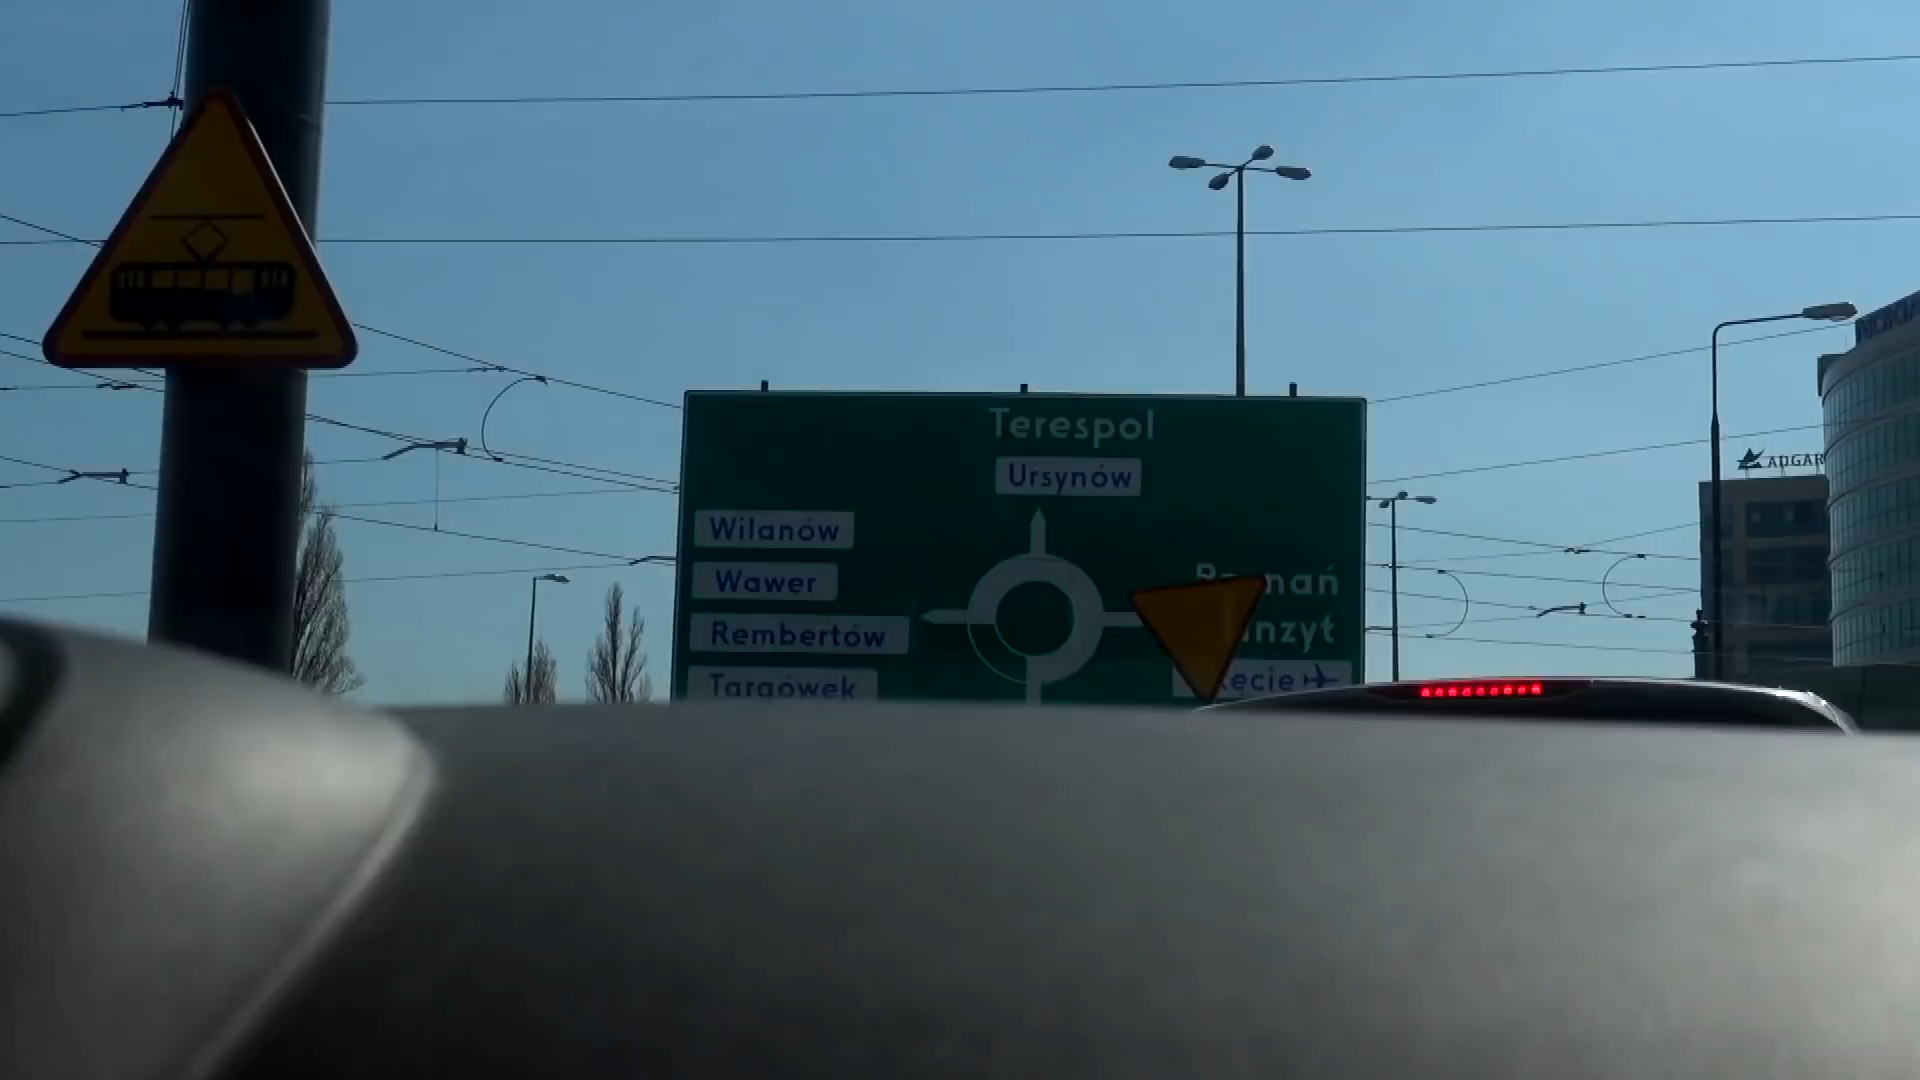 Terespol
Ursynów
Wilanów
Wawer
Rembertów
Targówek
ADGAR